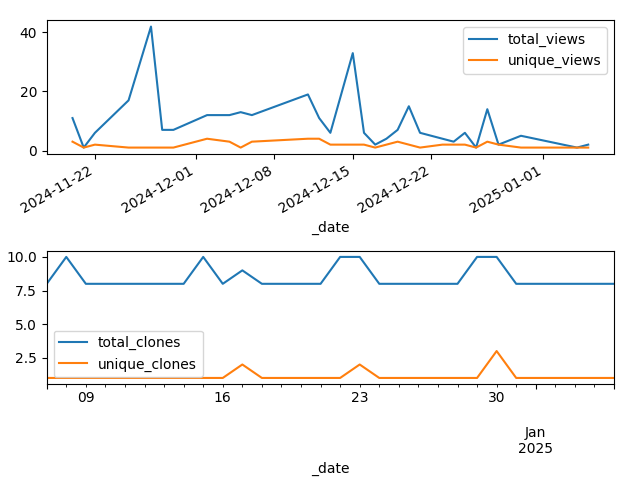 40
20
0
total_views
unique_views
2024-11-22
2024-12-01
2024-12-08
2024-12-15
2024-12-22
2025-01-01
_date
10.0
7.5
5.0
2.5
total_clones
unique_clones
09
16
23
30
Jan
2025
_date